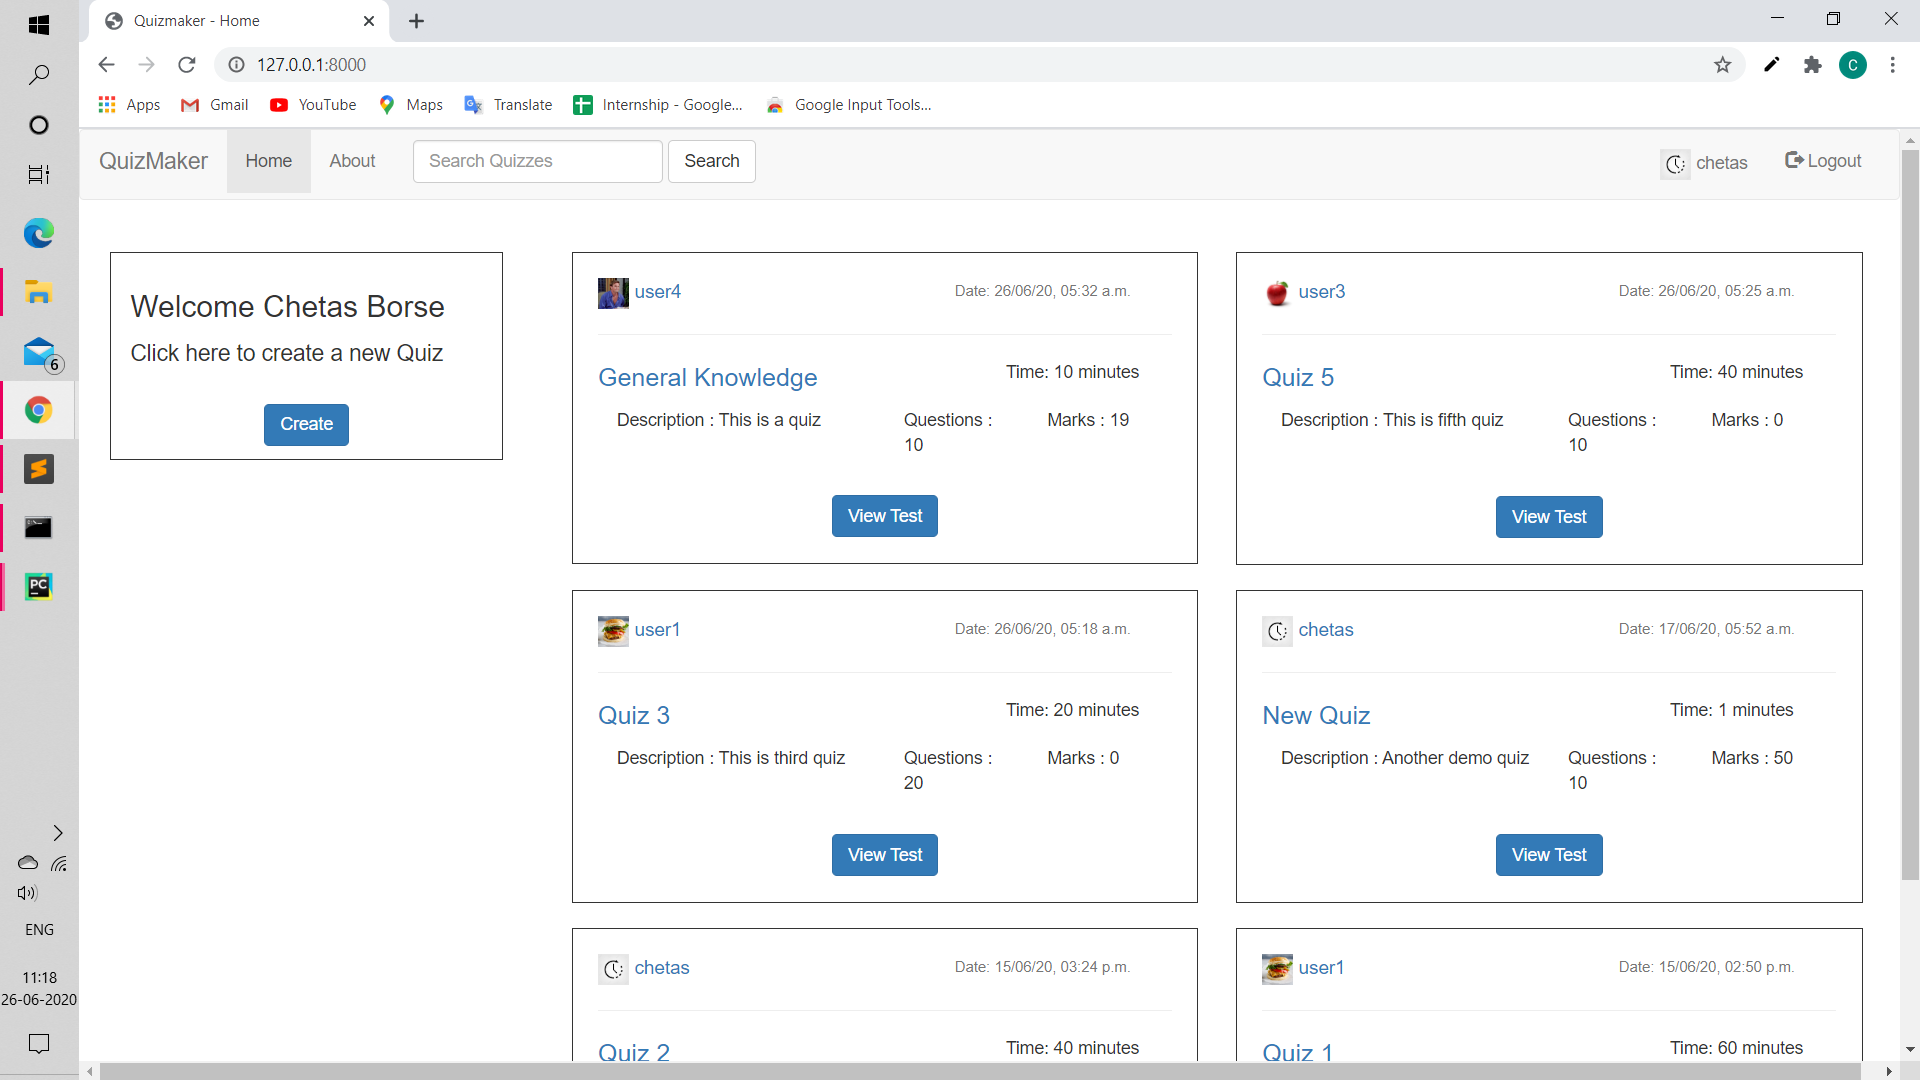 Quizmaker - Home
127.0.0.1:8000
Apps
Gmail
YouTube
Maps
Translate
Internship - Google...
Google Input Tools...
C
QuizMaker
Home
About
Search Quizzes
Search
chetas
Logout
Welcome Chetas Borse
Click here to create a new Quiz
Create
user4
Date: 26/06/20, 05:32 a.m.
General Knowledge
Time: 10 minutes
Description : This is a quiz
Questions :
10
Marks : 19
View Test
user3
Date: 26/06/20, 05:25 a.m.
Quiz 5
Time: 40 minutes
Description : This is fifth quiz
Questions :
10
Marks : 0
View Test
user1
Date: 26/06/20, 05:18 a.m.
Quiz 3
Time: 20 minutes
Description : This is third quiz
Questions :
20
Marks : 0
View Test
chetas
Date: 17/06/20, 05:52 a.m.
New Quiz
Time: 1 minutes
Description : Another demo quiz
Questions :
10
Marks : 50
View Test
chetas
Date: 15/06/20, 03:24 p.m.
Quiz 2
Time: 40 minutes
user1
Date: 15/06/20, 02:50 p.m.
Quiz 1
Time: 60 minutes
6
PC
ENG
11:18
26-06-2020